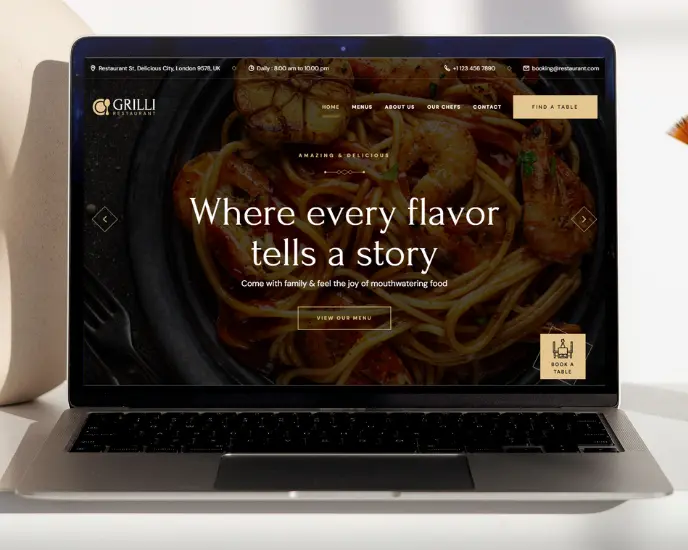 Restaurant St, Delicious City, London 9578, UK
Daily : 8:00 am to 10:00 pm
+1 123 456 7890
booking@restaurant.com
GRILLI
RESTAURANT
HOME
MENUS
ABOUT US
OUR CHEFS
CONTACT
FIND A TABLE
AMAZING & DELICIOUS
Where every flavor
tells a story
Come with family & feel the joy of mouthwatering food
VIEW OUR MENU
BOOK A
TABLE